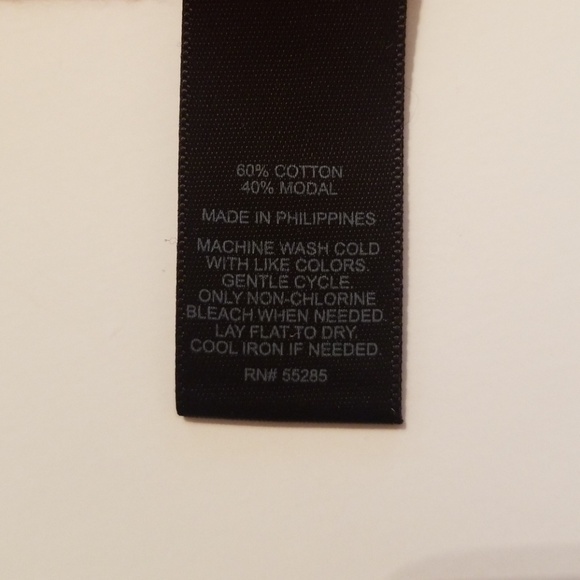 60% COTTON
40% MODAL
MADE IN PHILIPPINES
MACHINE WASH COLD
WITH LIKE COLORS.
GENTLE CYCLE.
ONLY NON-CHLORINE
BLEACH WHEN NEEDED.
LAY FLAT TO DRY.
COOL IRON IF NEEDED.
RN# 55285